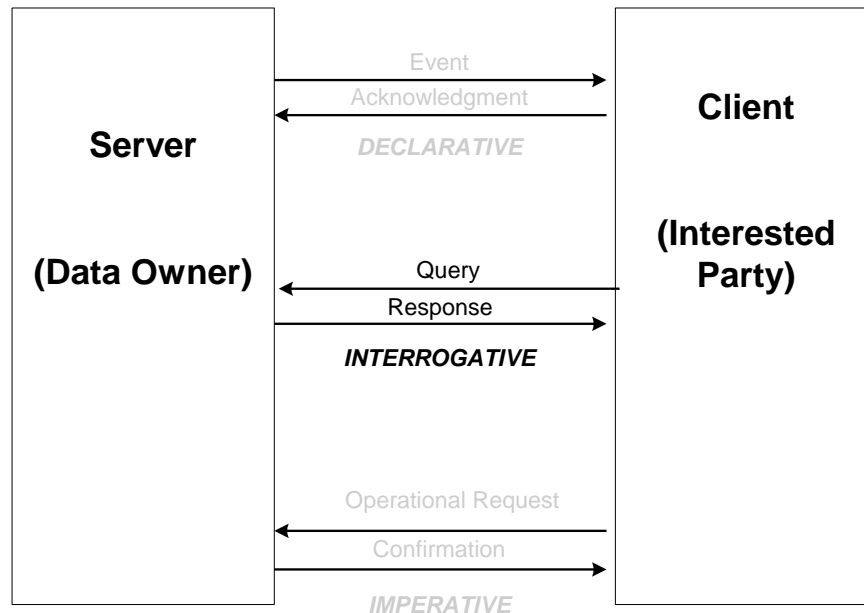 Event
Acknowledgment
DECLARATIVE
Server
(Data Owner)
Client
(Interested
Party)
Query
Response
INTERROGATIVE
Operational Request
Confirmation
IMPERATIVE